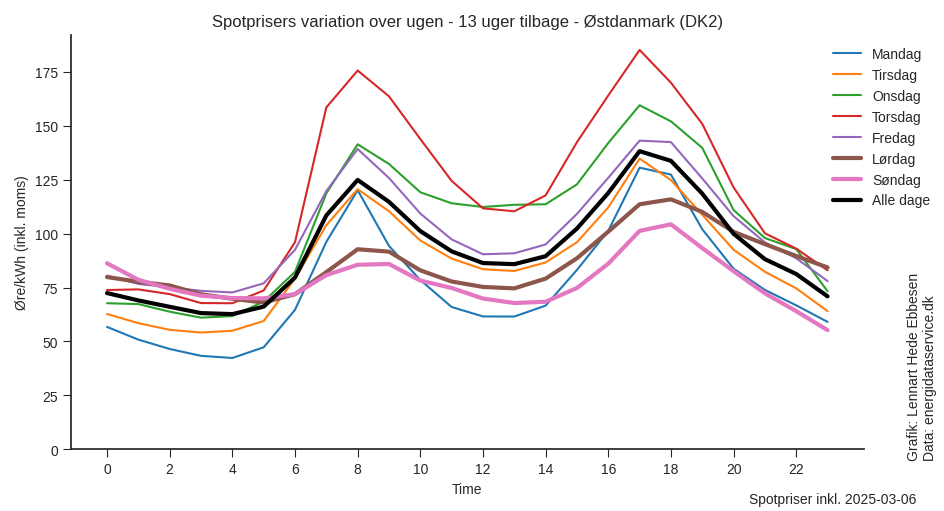 Spotprisers variation over ugen - 13 uger tilbage - Østdanmark (DK2)
Øre/kWh (inkl. moms)
175
150
125
100
75
50
25
0
0 2 4 6 8 10 12 14 16 18 20 22
Time
Mandag
Tirsdag
Onsdag
Torsdag
Fredag
Lørdag
Søndag
Alle dage
Grafik: Lennart Hede Ebbesen
Data: energidataservice.dk
Spotpriser inkl. 2025-03-06